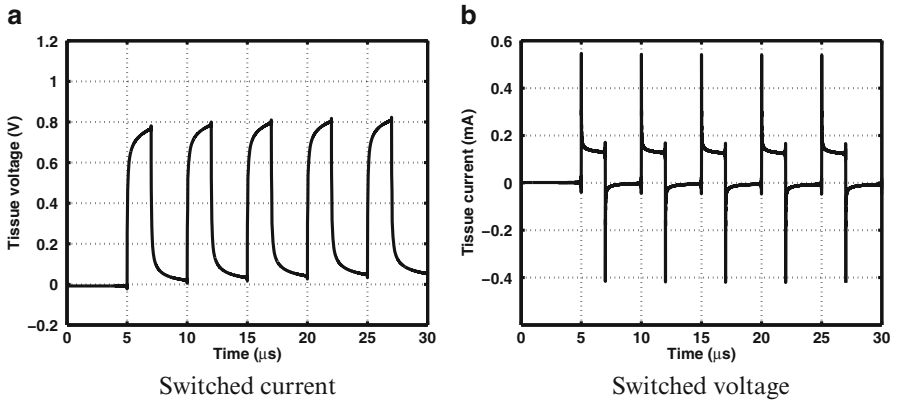 a
1.2
1
0.8
0.6
0.4
0.2
0
−0.2
Tissue voltage (V)
0 5 10 15 20 25 30
Time (μs)
Switched current
b
0.6
0.4
0.2
0
−0.2
−0.4
Tissue current (mA)
0 5 10 15 20 25 30
Time (μs)
Switched voltage